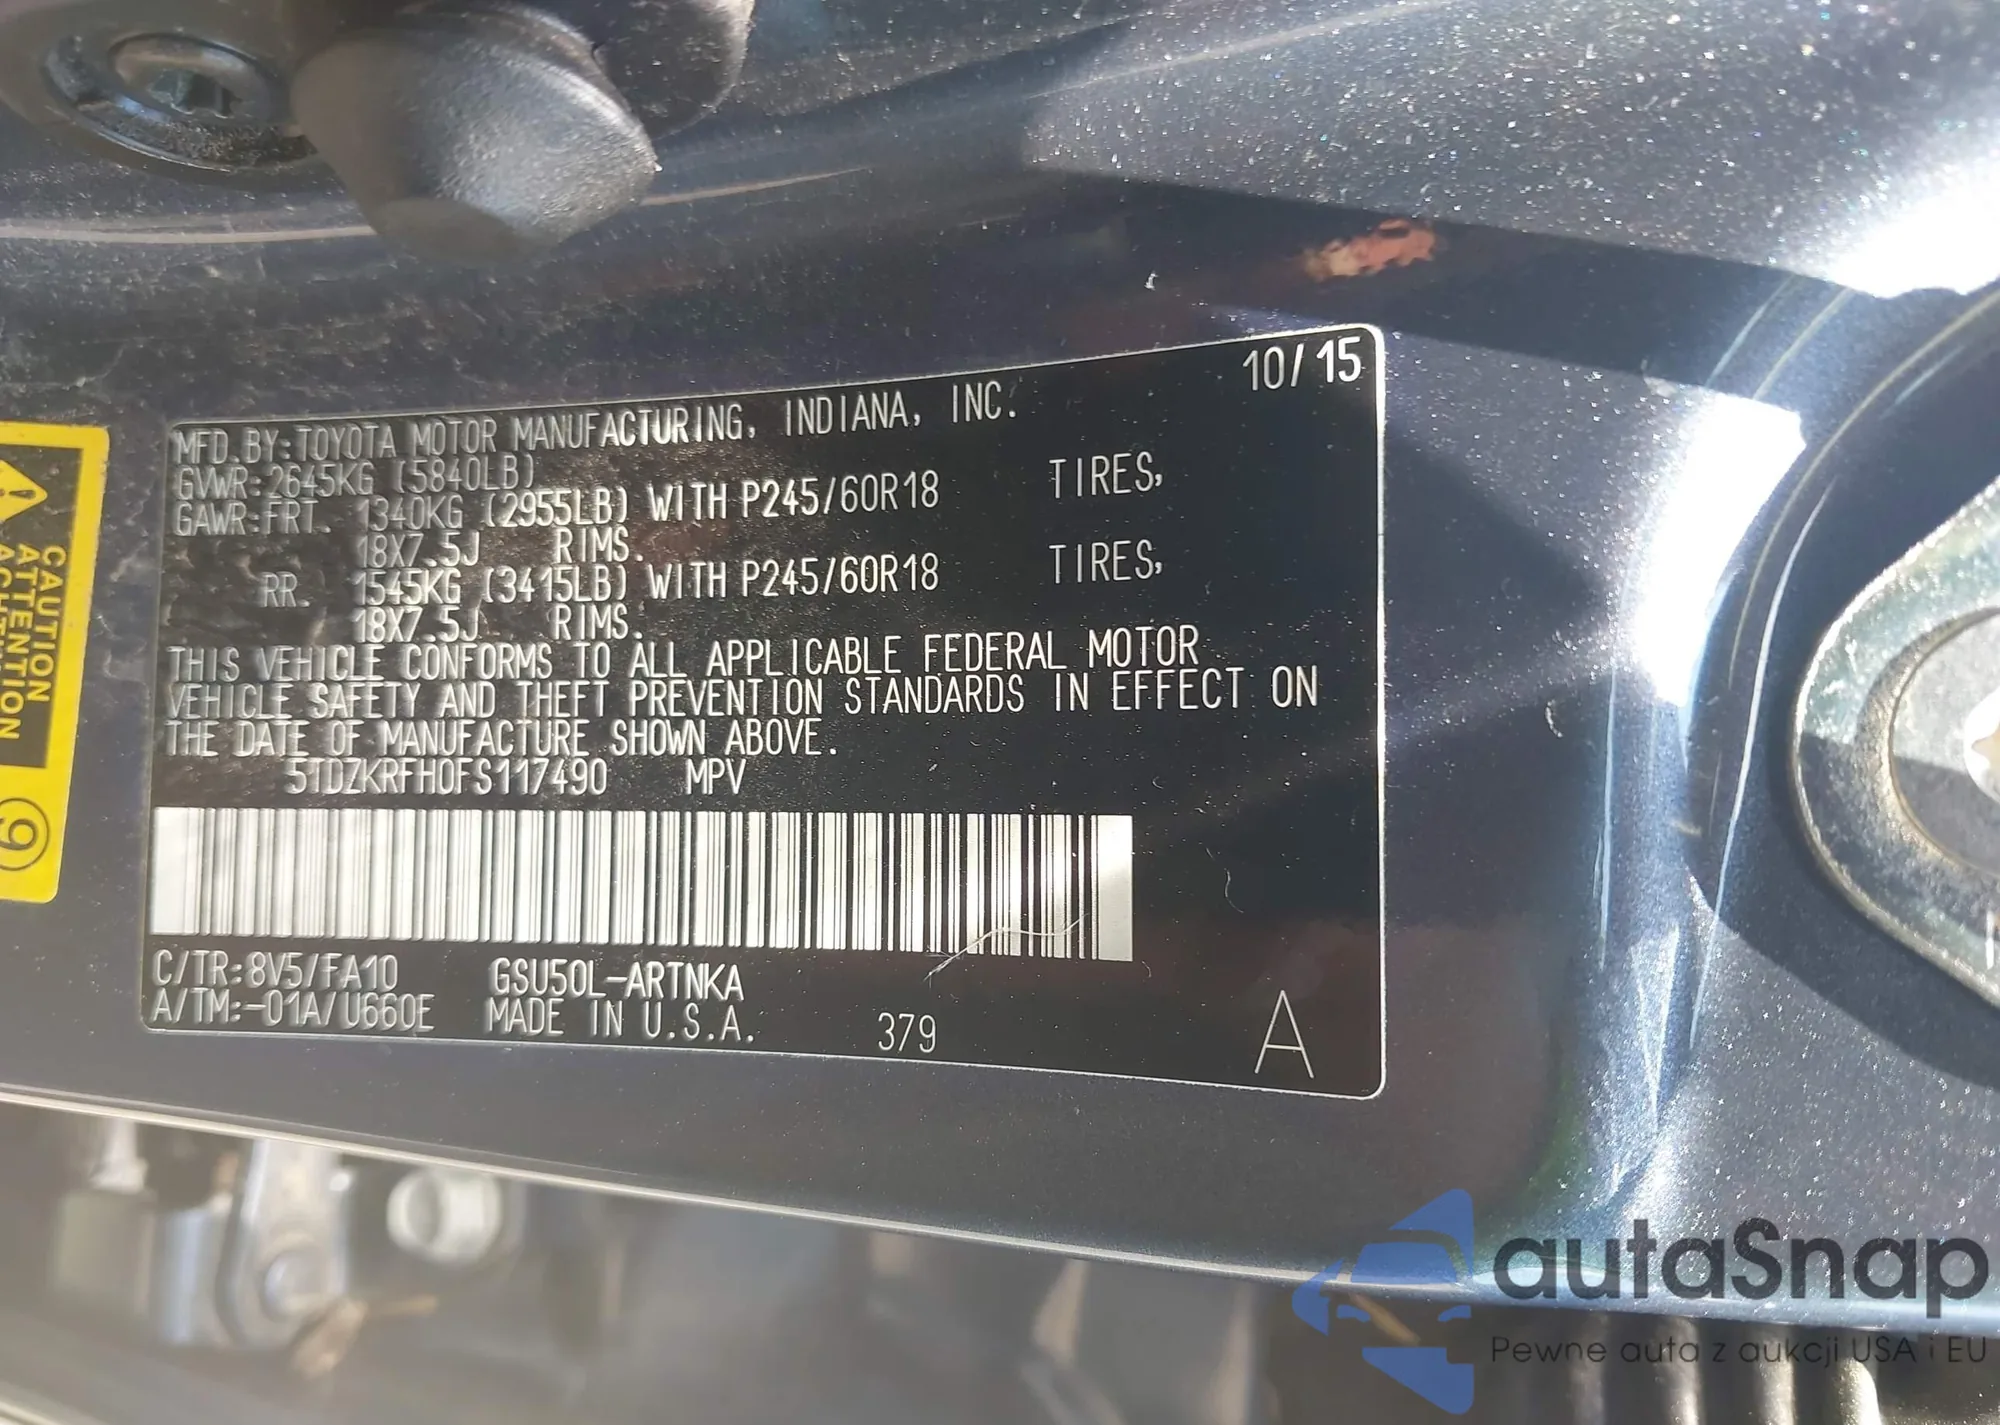 10/15
MFD.BY:TOYOTA MOTOR MANUFACTURING, INDIANA, INC.
GVWR:2645KG (5840LB)
GAWR:FRT. 1340KG (2955LB) WITH P245/60R18 TIRES,
18X7.5J RIMS.
RR. 1545KG (3415LB) WITH P245/60R18 TIRES,
18X7.5J RIMS.
THIS VEHICLE CONFORMS TO ALL APPLICABLE FEDERAL MOTOR
VEHICLE SAFETY AND THEFT PREVENTION STANDARDS IN EFFECT ON
THE DATE OF MANUFACTURE SHOWN ABOVE.
5TDZKRFH0FS117490 MPV
C/TR:8V5/FA10 GSU50L-ARTNKA
A/TM:-01A/U660E MADE IN U.S.A. 379 A
CAUTION
ATTENTION
ACHTUNG
9
autaSnap
Pewne auta z aukcji USA i EU